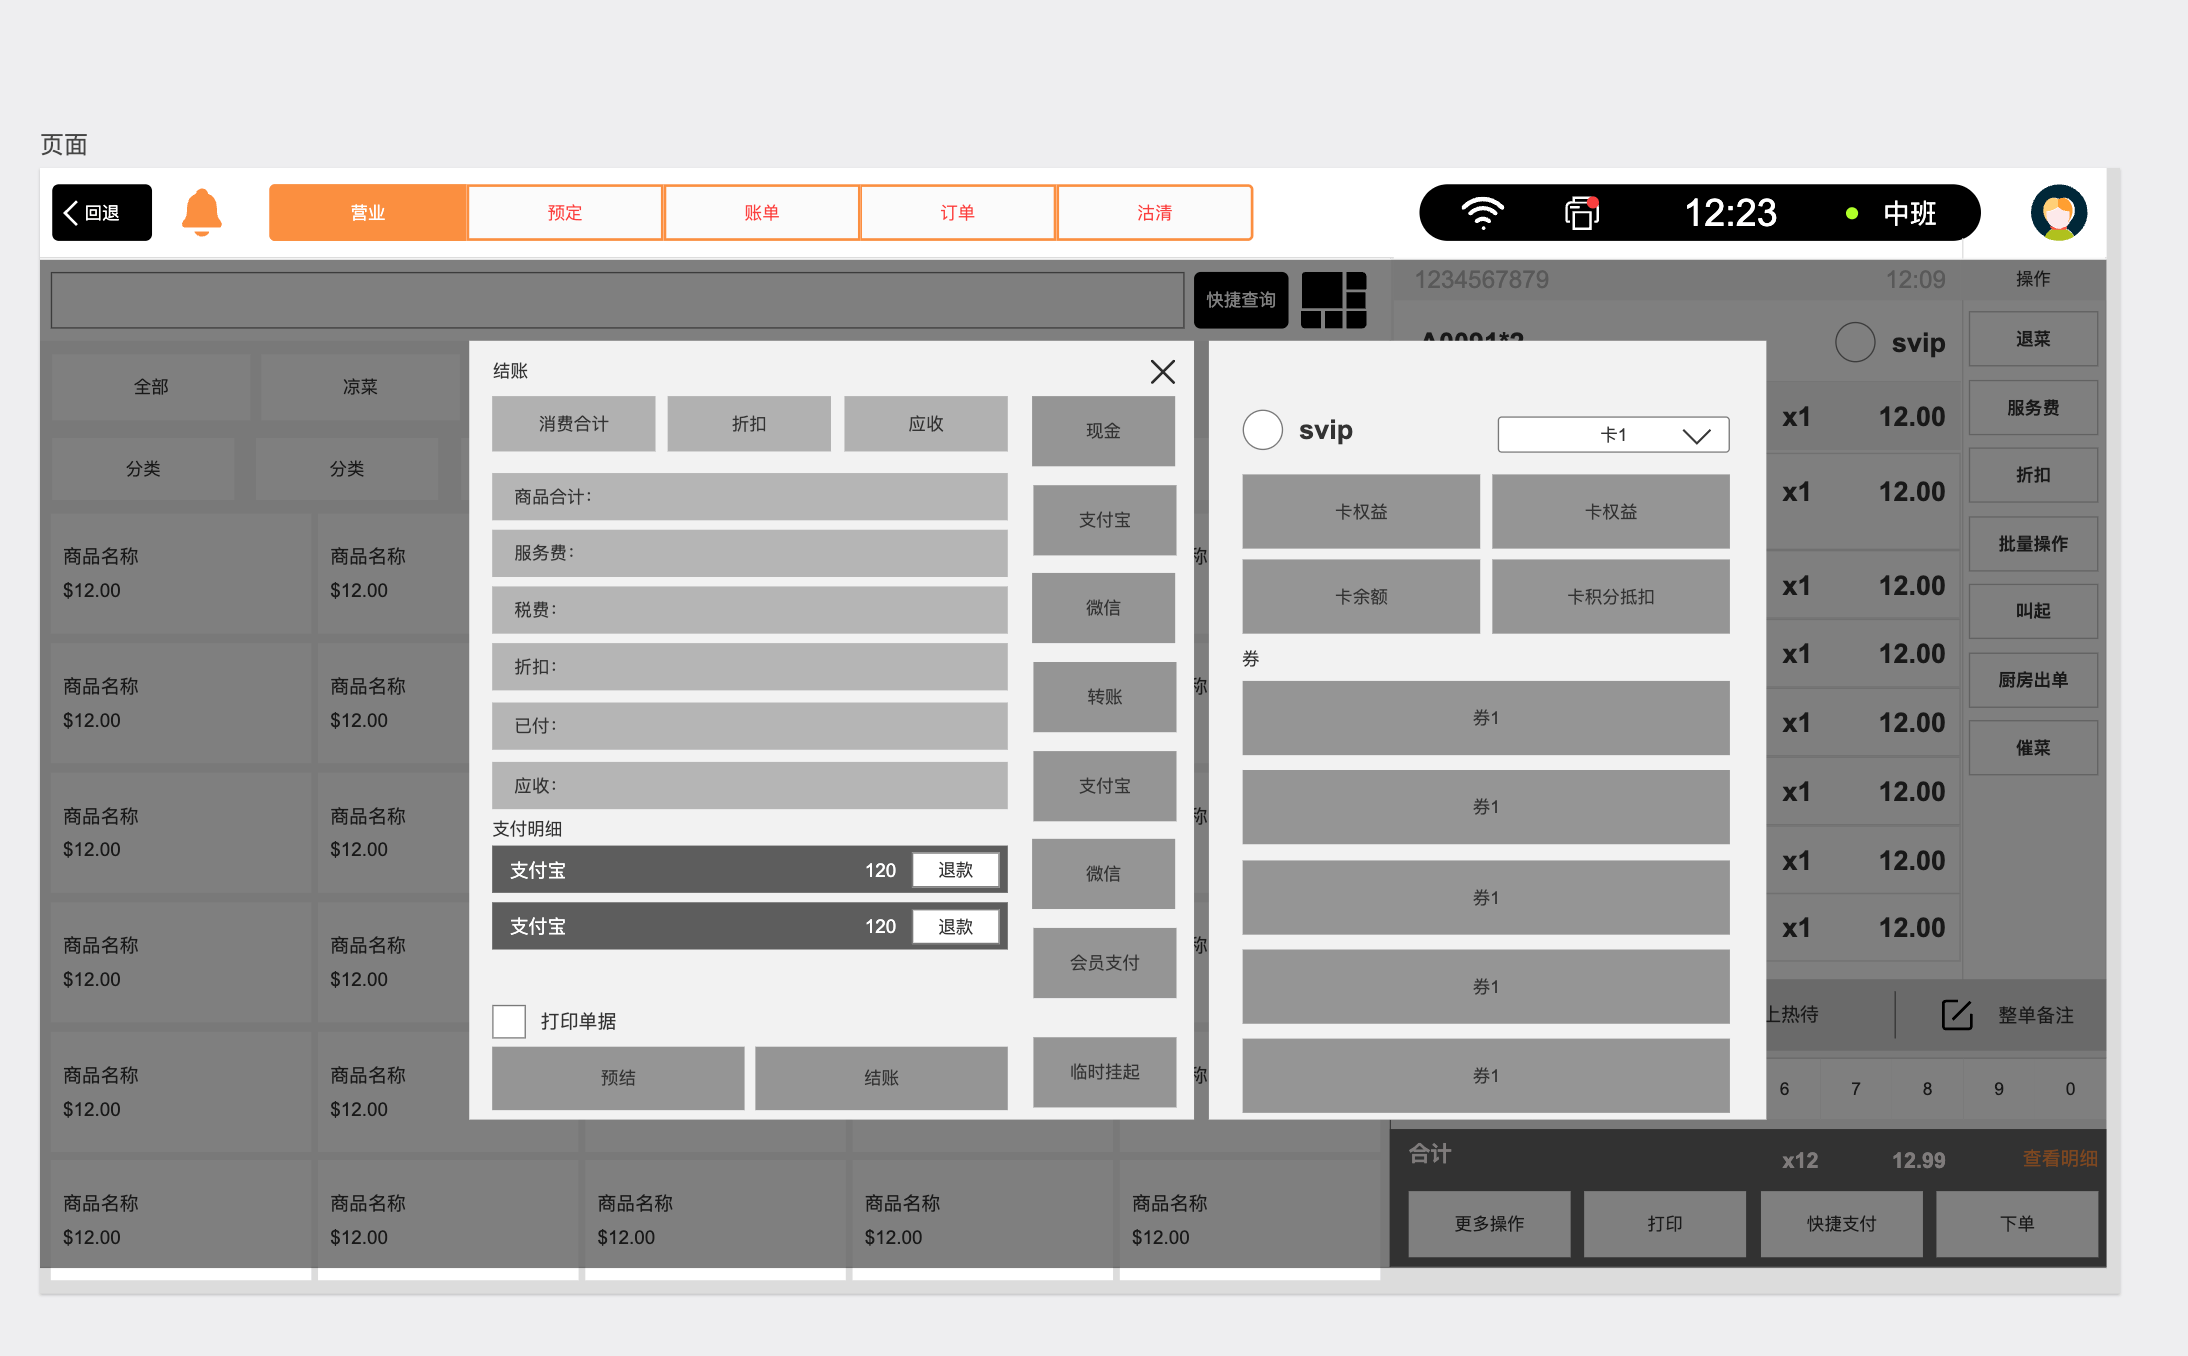 页面
回退
营业 预定 账单 订单 沽清
12:23 中班
快捷查询
1234567879 12:09 操作
svip
全部 凉菜
分类 分类
商品名称 商品名称
$12.00 $12.00
商品名称 商品名称
$12.00 $12.00
商品名称 商品名称
$12.00 $12.00
商品名称 商品名称
$12.00 $12.00
商品名称 商品名称
$12.00 $12.00
商品名称 商品名称 商品名称 商品名称 商品名称
$12.00 $12.00 $12.00 $12.00 $12.00
结账
消费合计 折扣 应收
商品合计：
服务费：
税费：
折扣：
已付：
应收：
支付明细
支付宝 120 退款
支付宝 120 退款
打印单据
预结 结账
现金
支付宝
微信
转账
支付宝
微信
会员支付
临时挂起
称
称
称
称
称
svip 卡1
卡权益 卡权益
卡余额 卡积分抵扣
券
券1
券1
券1
券1
券1
x1 12.00
x1 12.00
x1 12.00
x1 12.00
x1 12.00
x1 12.00
x1 12.00
x1 12.00
退菜
服务费
折扣
批量操作
叫起
厨房出单
催菜
上热待 整单备注
6 7 8 9 0
合计 x12 12.99 查看明细
更多操作 打印 快捷支付 下单